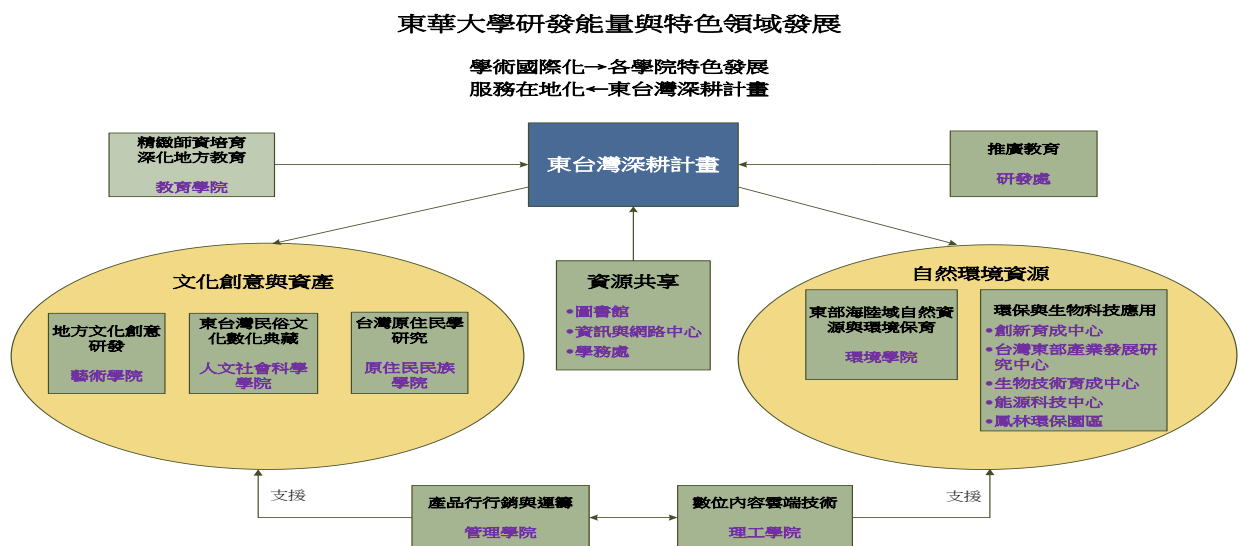 東華大學研發能量與特色領域發展
學術國際化→各學院特色發展
服務在地化←東台灣深耕計畫
精緻師資培育
深化地方教育
教育學院
東台灣深耕計畫
推廣教育
研發處
文化創意與資產
地方文化創意
研發
藝術學院
東台灣民俗文
化數化典藏
人文社會科學
學院
台灣原住民學
研究
原住民民族
學院
資源共享
•圖書館
•資訊與網路中心
•學務處
自然環境資源
東部海陸域自然資
源與環境保育
環境學院
環保與生物科技應用
•創新育成中心
•台灣東部產業發展研
究中心
•生物技術育成中心
•能源科技中心
•鳳林環保園區
支援
產品行行銷與運籌
管理學院
數位內容雲端技術
理工學院
支援